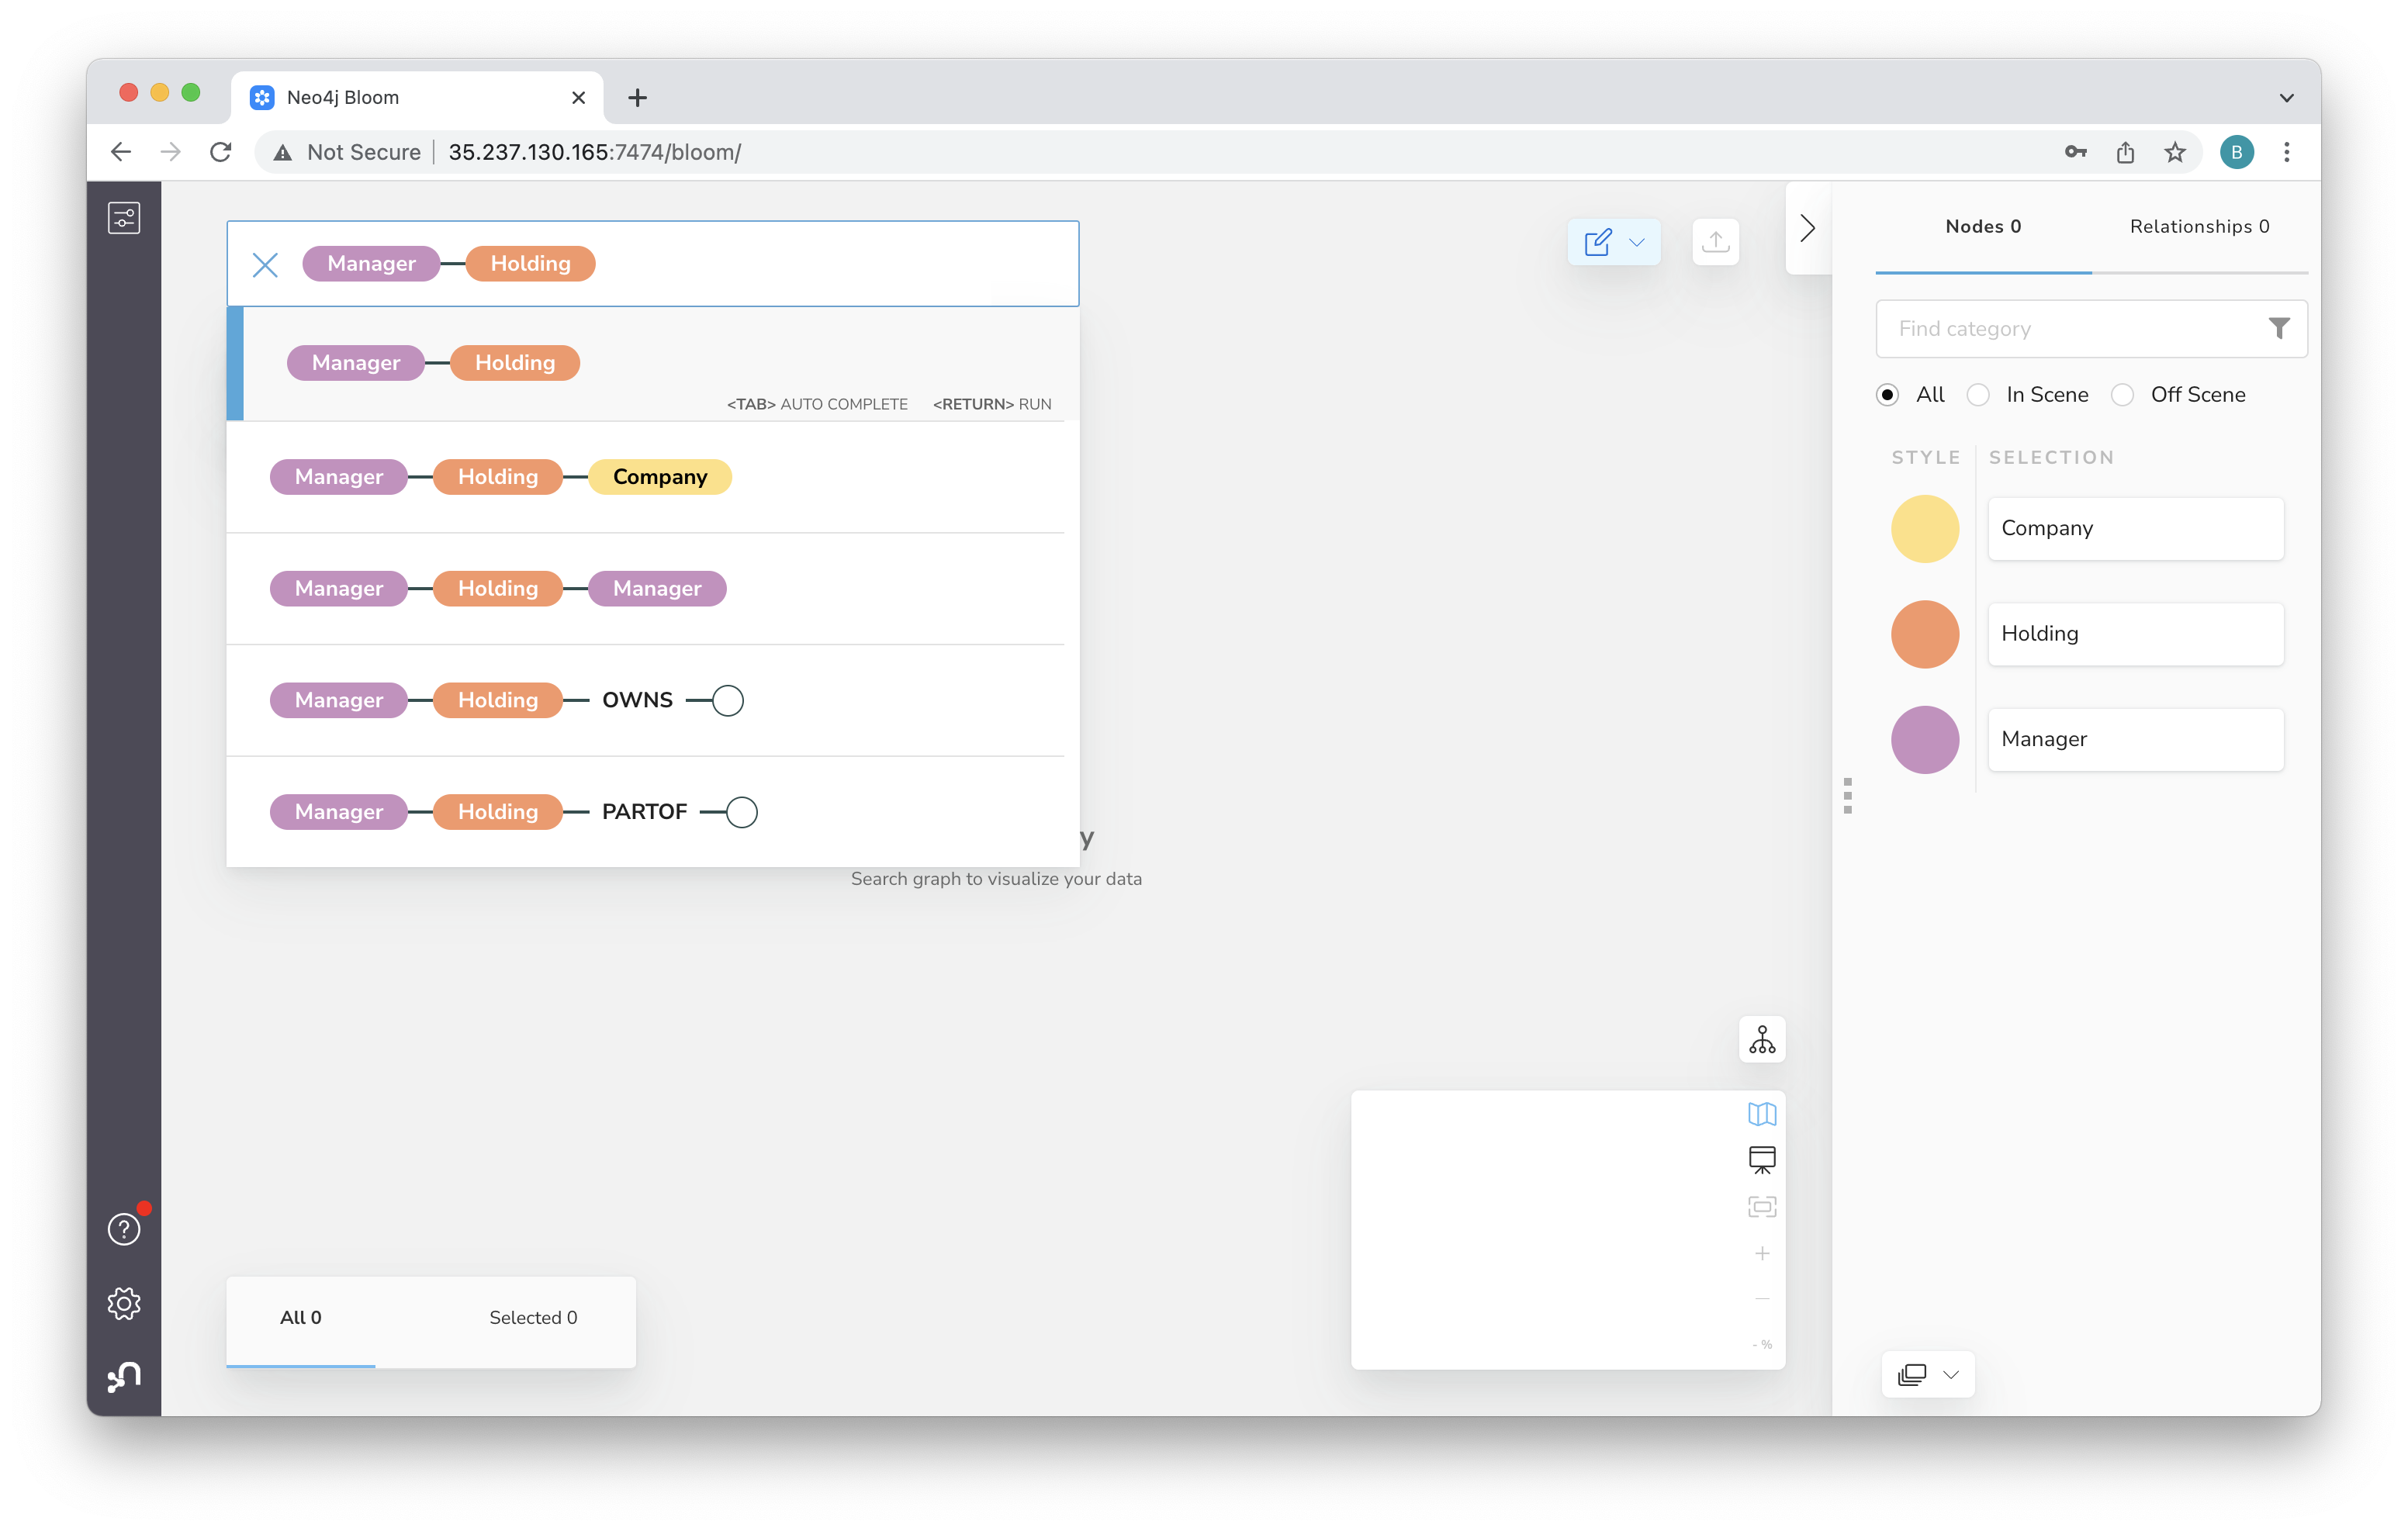 Neo4j Bloom
Not Secure 35.237.130.165:7474/bloom/
B
Manager Holding
Manager Holding
<TAB> AUTO COMPLETE <RETURN> RUN
Manager Holding Company
Manager Holding Manager
Manager Holding OWNS
Manager Holding PARTOF
y
Search graph to visualize your data
All 0 Selected 0
- %
Nodes 0 Relationships 0
Find category
All In Scene Off Scene
STYLE SELECTION
Company
Holding
Manager